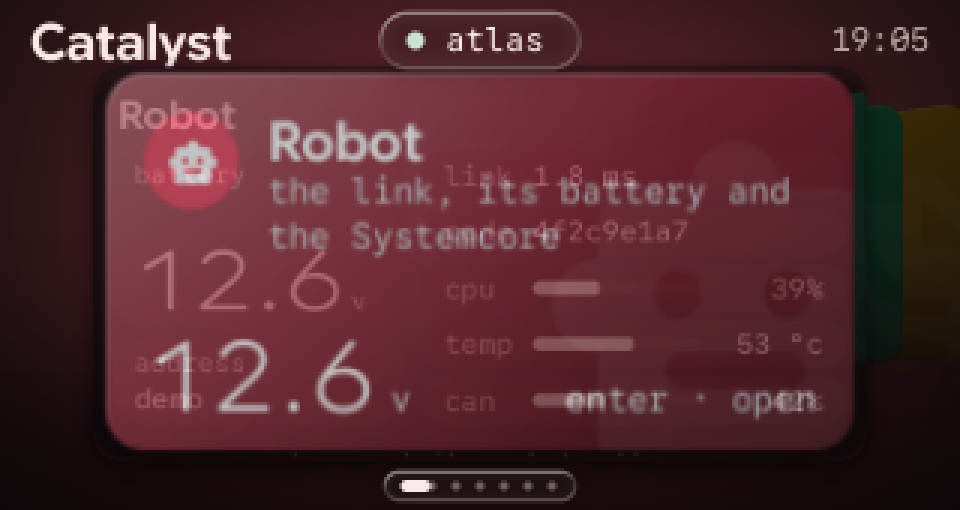 Catalyst
atlas
19:05
Robot
Robot
battery
link 1.8 ms
the link, its battery and
the Systemcore
4f2c9e1a7
12.6 v
cpu
39%
temp
53 °c
address
12.6 v
demo
can
enter · open